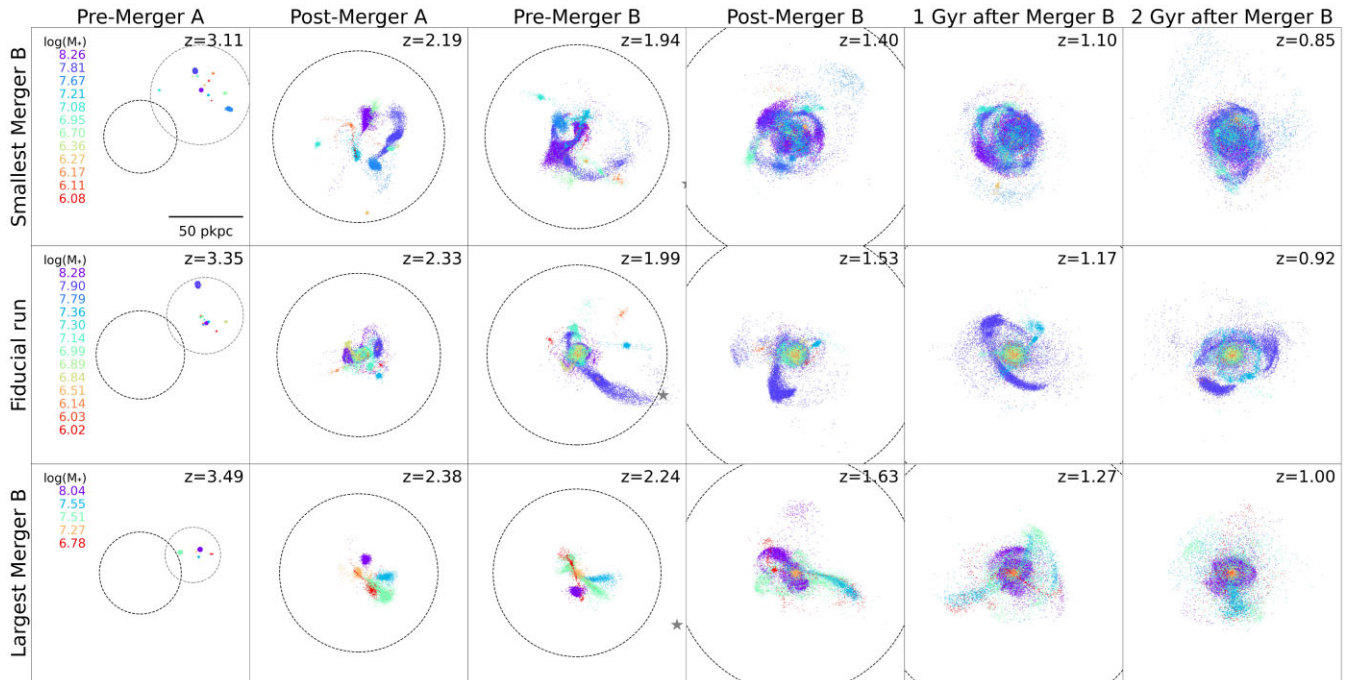 Pre-Merger A
Post-Merger A
Pre-Merger B
Post-Merger B
1 Gyr after Merger B
2 Gyr after Merger B
Smallest Merger B
log(M⋆)
8.26
7.81
7.67
7.21
7.08
6.95
6.70
6.36
6.27
6.17
6.11
6.08
z=3.11
50 pkpc
z=2.19
z=1.94
z=1.40
z=1.10
z=0.85
Fiducial run
log(M⋆)
8.28
7.90
7.79
7.36
7.30
7.14
6.99
6.89
6.84
6.51
6.14
6.03
6.02
z=3.35
z=2.33
z=1.99
z=1.53
z=1.17
z=0.92
Largest Merger B
log(M⋆)
8.04
7.55
7.51
7.27
6.78
z=3.49
z=2.38
z=2.24
z=1.63
z=1.27
z=1.00